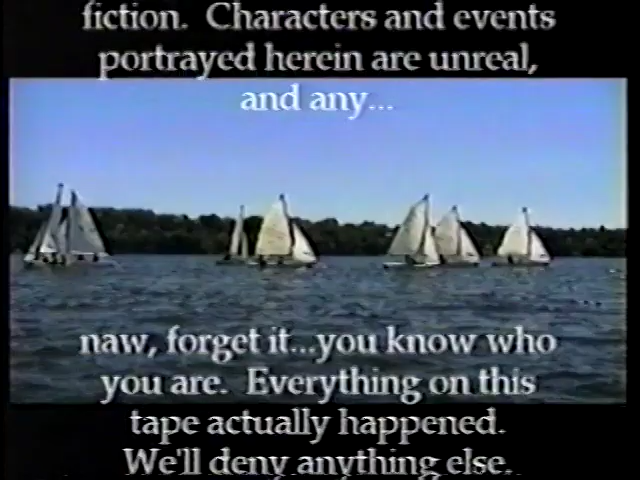 fiction.  Characters and events
portrayed herein are unreal,
and any...
naw, forget it...you know who
you are.  Everything on this
tape actually happened.
We'll deny anything else.